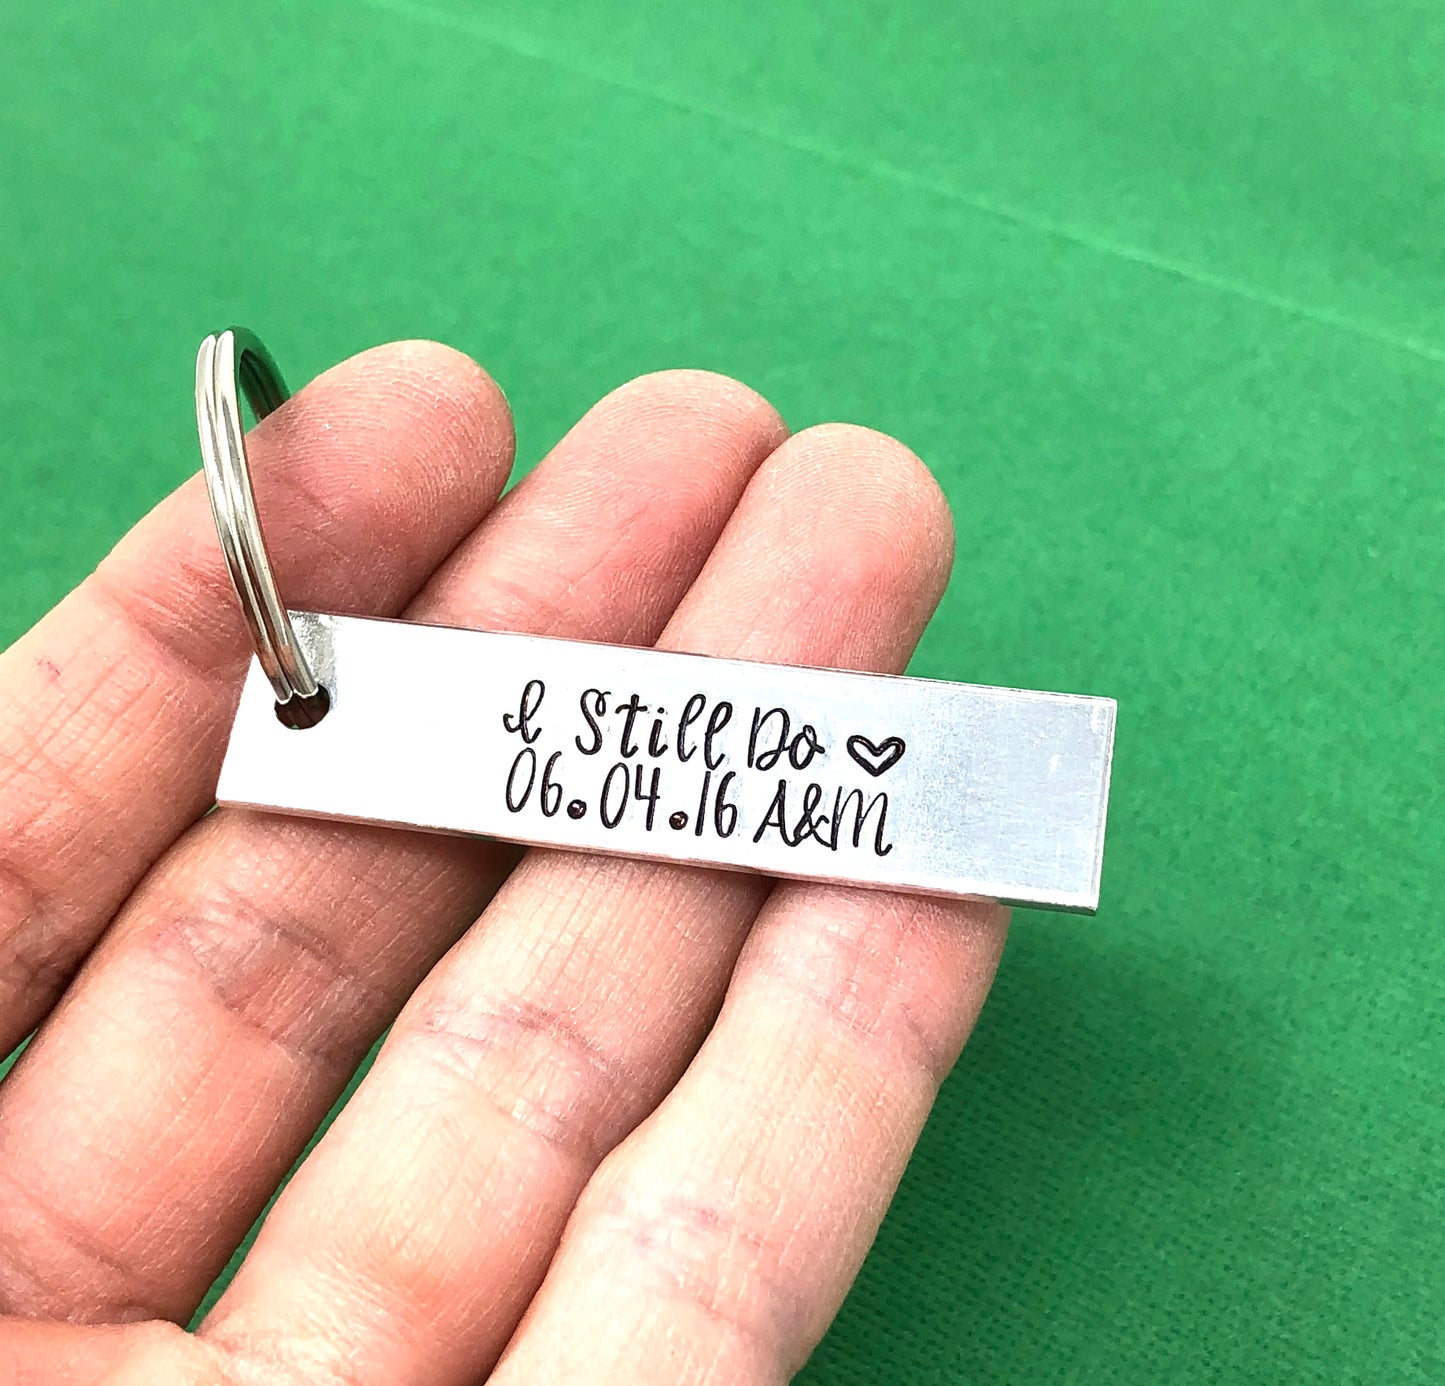 I Still Do ♡
06.04.16 A&M